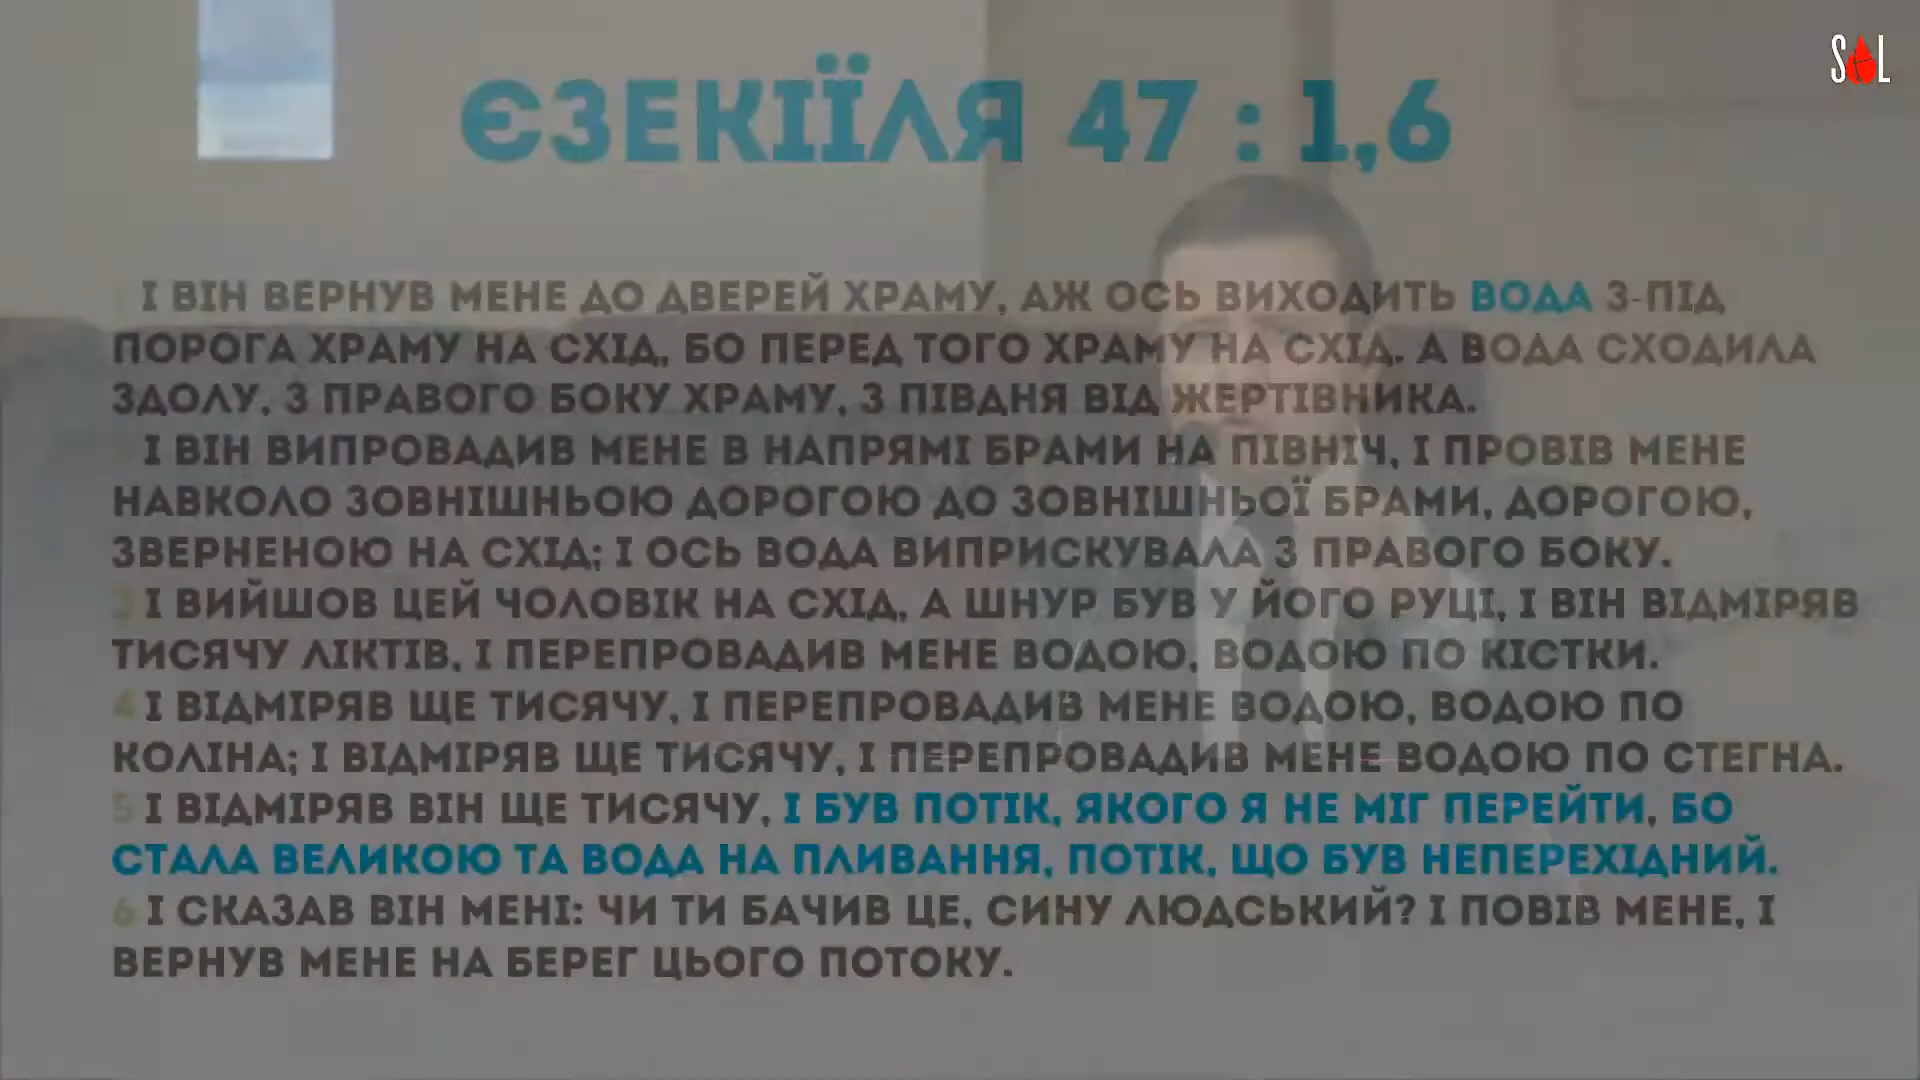 SOL
ЄЗЕКІЇЛЯ 47 : 1,6
І ВІН ВЕРНУВ МЕНЕ ДО ДВЕРЕЙ ХРАМУ, АЖ ОСЬ ВИХОДИТЬ ВОДА З-ПІД
ПОРОГА ХРАМУ НА СХІД, БО ПЕРЕД ТОГО ХРАМУ НА СХІД. А ВОДА СХОДИЛА
ЗДОЛУ, З ПРАВОГО БОКУ ХРАМУ, З ПІВДНЯ ВІД ЖЕРТІВНИКА.
І ВІН ВИПРОВАДИВ МЕНЕ В НАПРЯМІ БРАМИ НА ПІВНІЧ, І ПРОВІВ МЕНЕ
НАВКОЛО ЗОВНІШНЬОЮ ДОРОГОЮ ДО ЗОВНІШНЬОЇ БРАМИ, ДОРОГОЮ,
ЗВЕРНЕНОЮ НА СХІД; І ОСЬ ВОДА ВИПРИСКУВАЛА З ПРАВОГО БОКУ.
3 І ВИЙШОВ ЦЕЙ ЧОЛОВІК НА СХІД, А ШНУР БУВ У ЙОГО РУЦІ, І ВІН ВІДМІРЯВ
ТИСЯЧУ ЛІКТІВ, І ПЕРЕПРОВАДИВ МЕНЕ ВОДОЮ, ВОДОЮ ПО КІСТКИ.
4 І ВІДМІРЯВ ЩЕ ТИСЯЧУ, І ПЕРЕПРОВАДИВ МЕНЕ ВОДОЮ, ВОДОЮ ПО
КОЛІНА; І ВІДМІРЯВ ЩЕ ТИСЯЧУ, І ПЕРЕПРОВАДИВ МЕНЕ ВОДОЮ ПО СТЕГНА.
5 І ВІДМІРЯВ ВІН ЩЕ ТИСЯЧУ, І БУВ ПОТІК, ЯКОГО Я НЕ МІГ ПЕРЕЙТИ, БО
СТАЛА ВЕЛИКОЮ ТА ВОДА НА ПЛИВАННЯ, ПОТІК, ЩО БУВ НЕПЕРЕХІДНИЙ.
6 І СКАЗАВ ВІН МЕНІ: ЧИ ТИ БАЧИВ ЦЕ, СИНУ ЛЮДСЬКИЙ? І ПОВІВ МЕНЕ, І
ВЕРНУВ МЕНЕ НА БЕРЕГ ЦЬОГО ПОТОКУ.